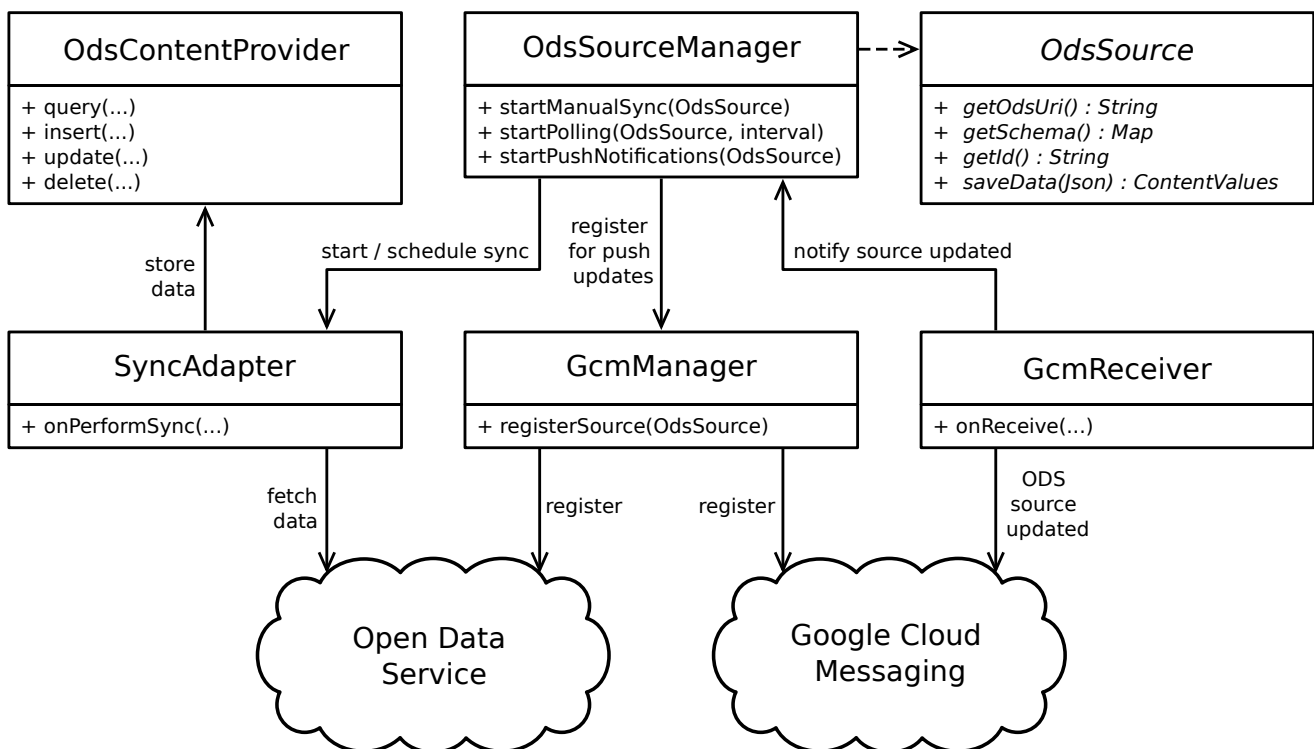 OdsContentProvider
+ query(...)
+ insert(...)
+ update(...)
+ delete(...)
OdsSourceManager
+ startManualSync(OdsSource)
+ startPolling(OdsSource, interval)
+ startPushNotifications(OdsSource)
OdsSource
+ getOdsUri() : String
+ getSchema() : Map
+ getId() : String
+ saveData(Json) : ContentValues
store
data
start / schedule sync
register
for push
updates
notify source updated
SyncAdapter
+ onPerformSync(...)
GcmManager
+ registerSource(OdsSource)
GcmReceiver
+ onReceive(...)
fetch
data
register
register
ODS
source
updated
Open Data
Service
Google Cloud
Messaging